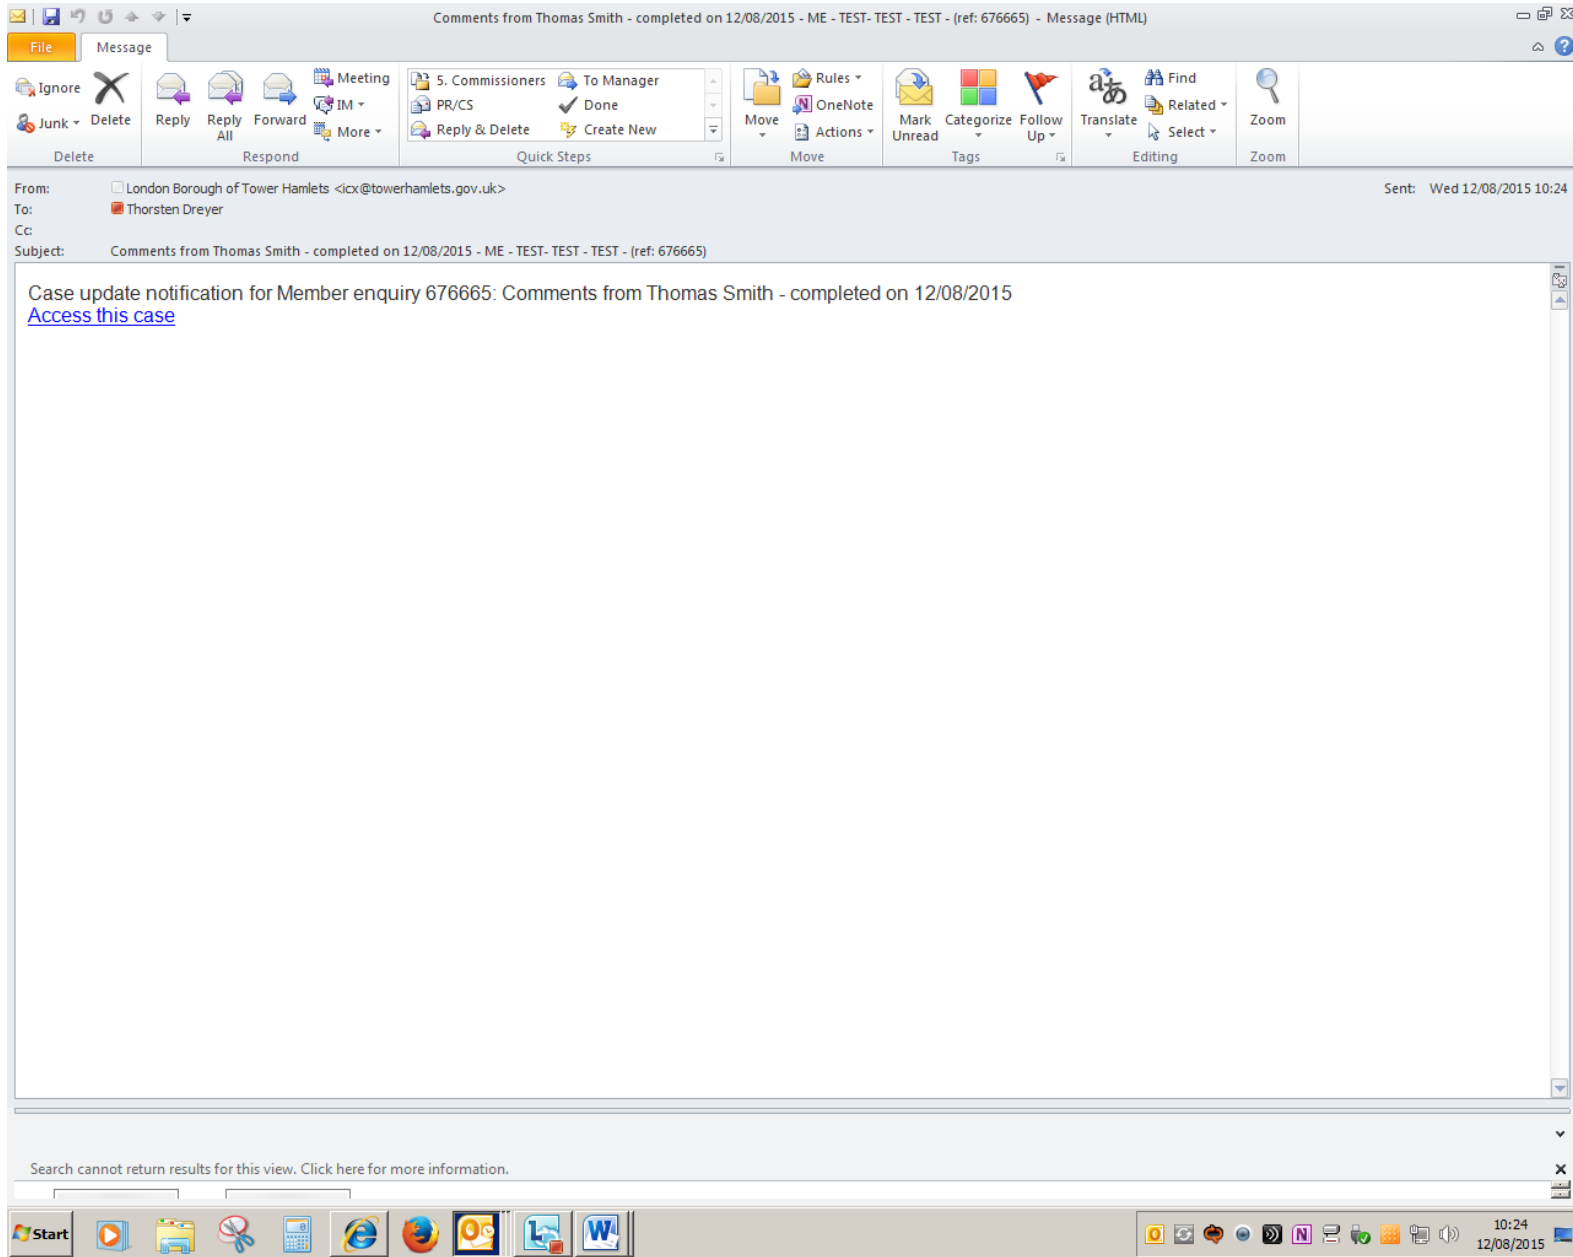 Comments from Thomas Smith - completed on 12/08/2015 - ME - TEST- TEST - TEST - (ref: 676665) - Message (HTML)
File Message
Ignore
Junk
Delete
Reply
Reply All
Forward
Meeting
IM
More
5. Commissioners
To Manager
PR/CS
Done
Reply & Delete
Create New
Move
Rules
OneNote
Actions
Mark Unread
Categorize
Follow Up
Translate
Find
Related
Select
Zoom
Delete Respond Quick Steps Move Tags Editing Zoom
From: London Borough of Tower Hamlets <icx@towerhamlets.gov.uk> Sent: Wed 12/08/2015 10:24
To: Thorsten Dreyer
Cc:
Subject: Comments from Thomas Smith - completed on 12/08/2015 - ME - TEST- TEST - TEST - (ref: 676665)
Case update notification for Member enquiry 676665: Comments from Thomas Smith - completed on 12/08/2015
Access this case
Search cannot return results for this view. Click here for more information.
Start
10:24
12/08/2015